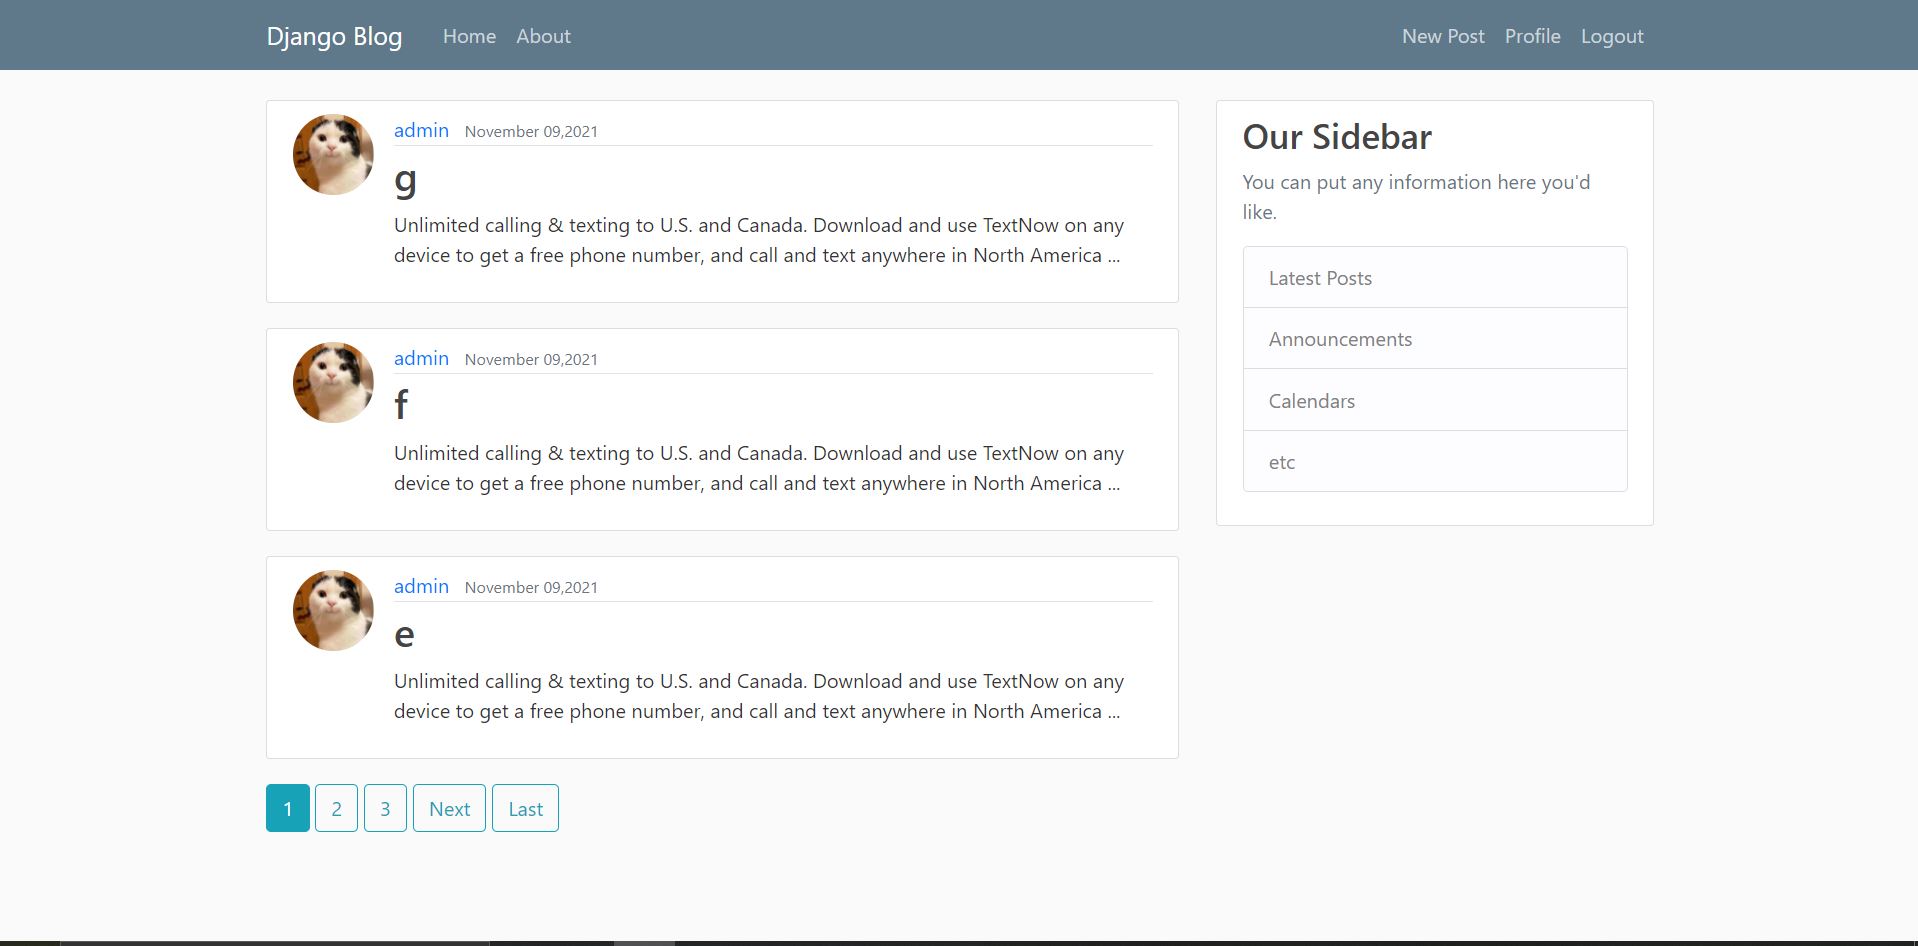 Django Blog Home About New Post Profile Logout
admin November 09,2021
g
Unlimited calling & texting to U.S. and Canada. Download and use TextNow on any
device to get a free phone number, and call and text anywhere in North America ...
admin November 09,2021
f
Unlimited calling & texting to U.S. and Canada. Download and use TextNow on any
device to get a free phone number, and call and text anywhere in North America ...
admin November 09,2021
e
Unlimited calling & texting to U.S. and Canada. Download and use TextNow on any
device to get a free phone number, and call and text anywhere in North America ...
1 2 3 Next Last
Our Sidebar
You can put any information here you'd
like.
Latest Posts
Announcements
Calendars
etc